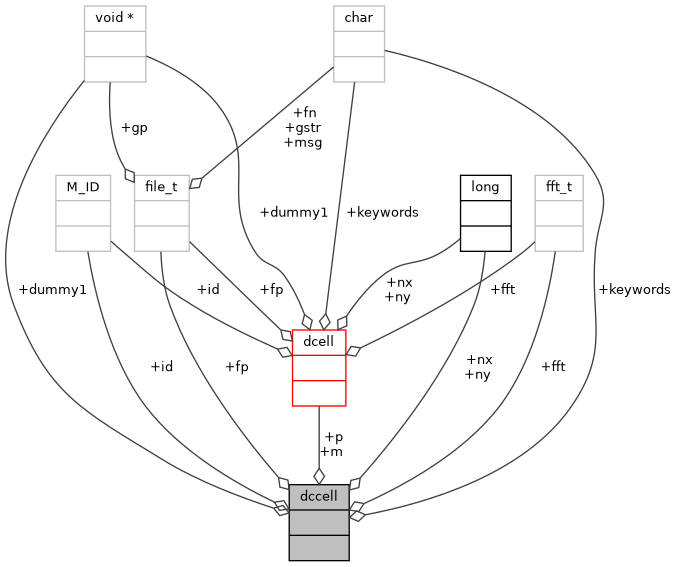 void *
char
+gp
+fn
+gstr
+msg
M_ID
file_t
long
fft_t
+dummy1
+keywords
+dummy1
+id
+fp
+nx
+ny
+fft
+keywords
dcell
+id
+fp
+nx
+ny
+fft
+p
+m
dccell